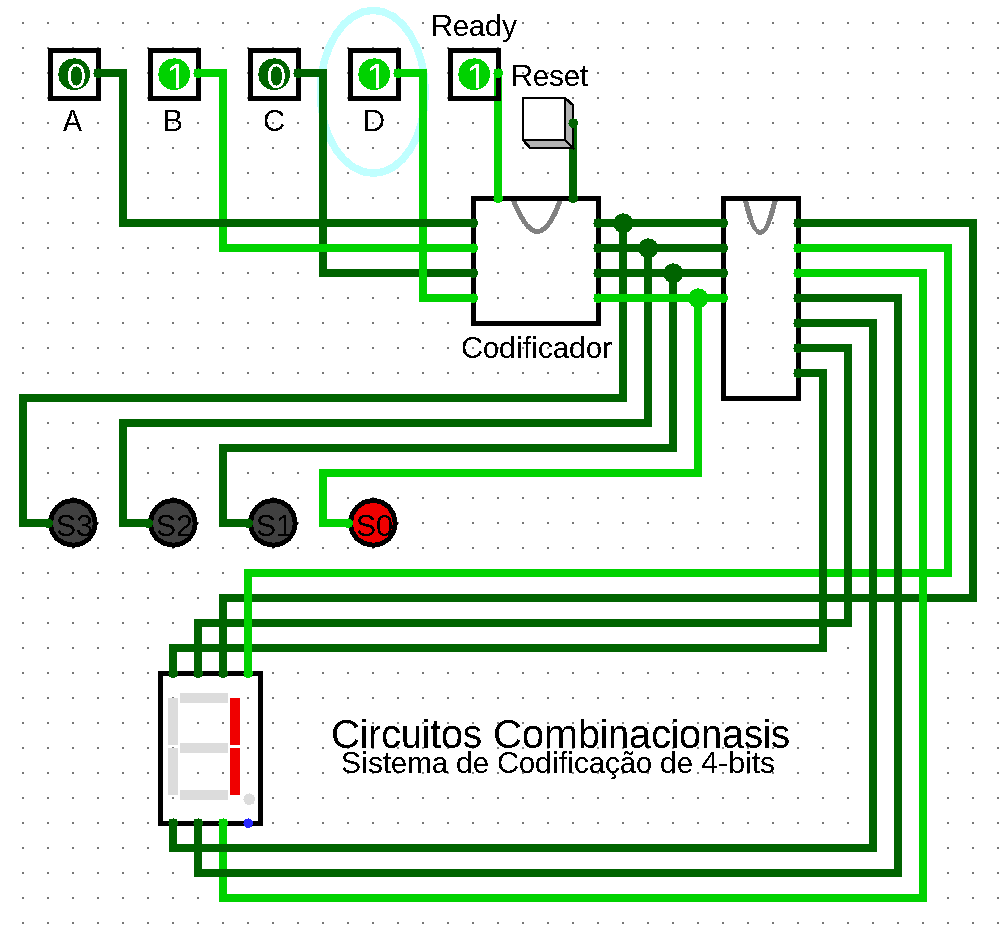 Ready
0 1 0 1 1 Reset
A B C D
Codificador
S3 S2 S1 S0
Circuitos Combinacionasis
Sistema de Codificação de 4-bits